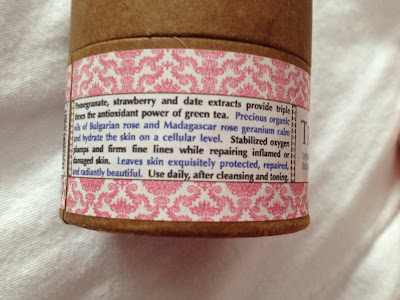 Pomegranate, strawberry and date extracts provide triple
times the antioxidant power of green tea. Precious organic
oils of Bulgarian rose and Madagascar rose geranium calm
and hydrate the skin on a cellular level. Stabilized oxygen
plumps and firms fine lines while repairing inflamed or
damaged skin. Leaves skin exquisitely protected, repaired,
and radiantly beautiful. Use daily, after cleansing and toning.